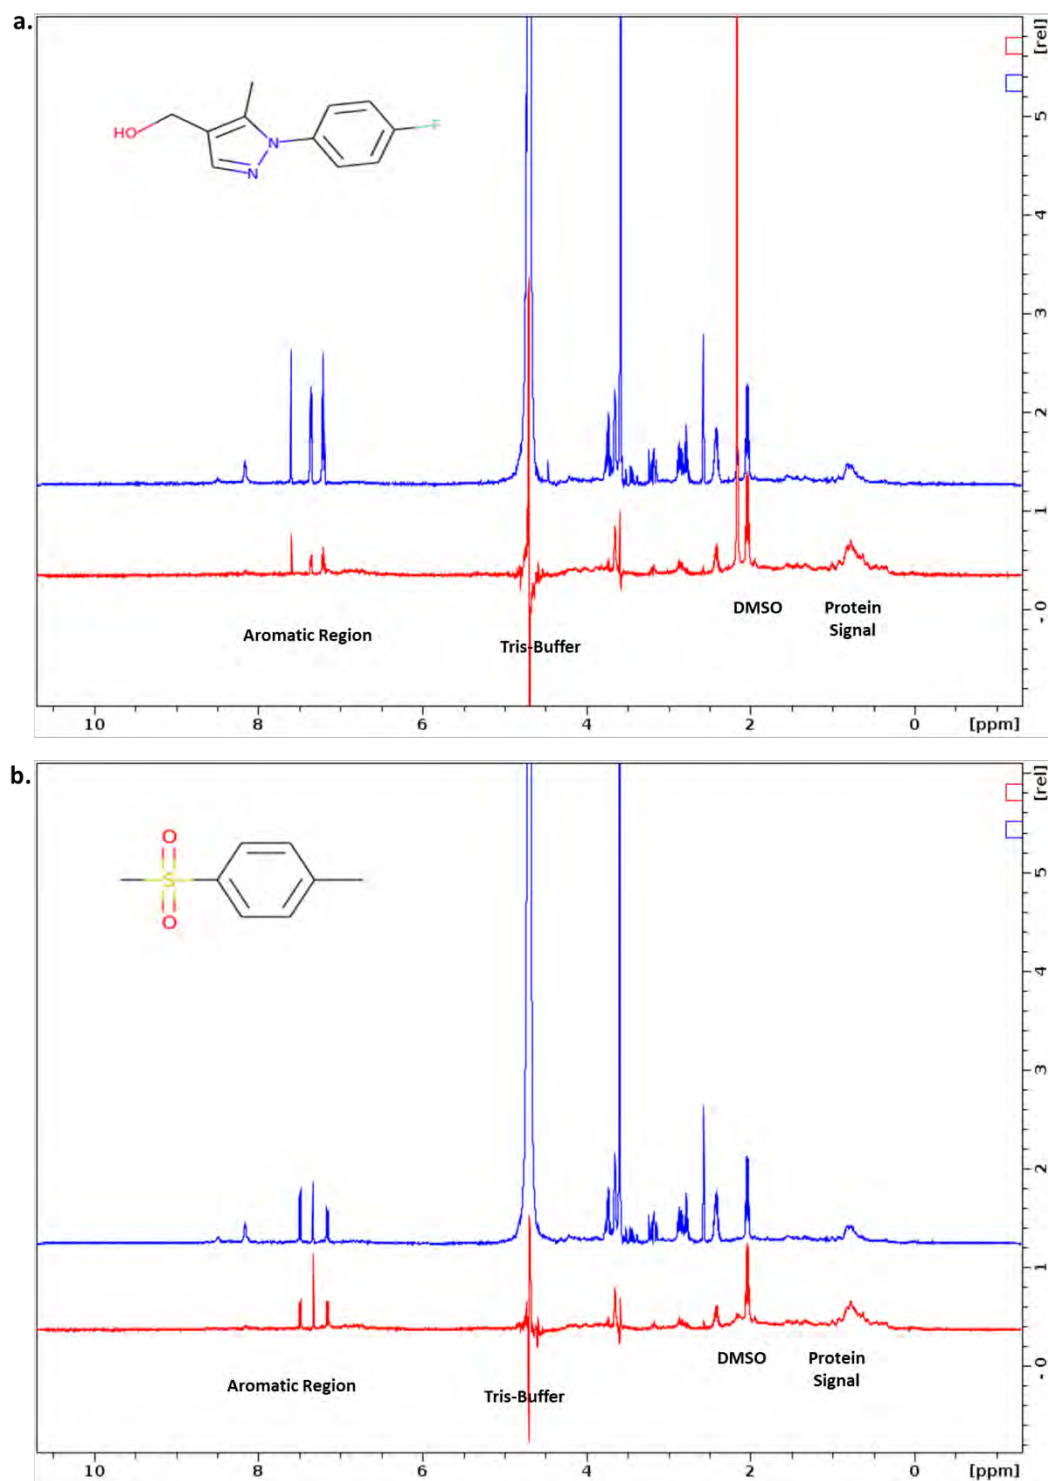 a.
[rel]
5
4
3
2
1
0
HO
N
N
F
Aromatic Region
Tris-Buffer
DMSO
Protein
Signal
10 8 6 4 2 0 [ppm]
b.
[rel]
5
4
3
2
1
0
O
S
O
Aromatic Region
Tris-Buffer
DMSO
Protein
Signal
10 8 6 4 2 0 [ppm]